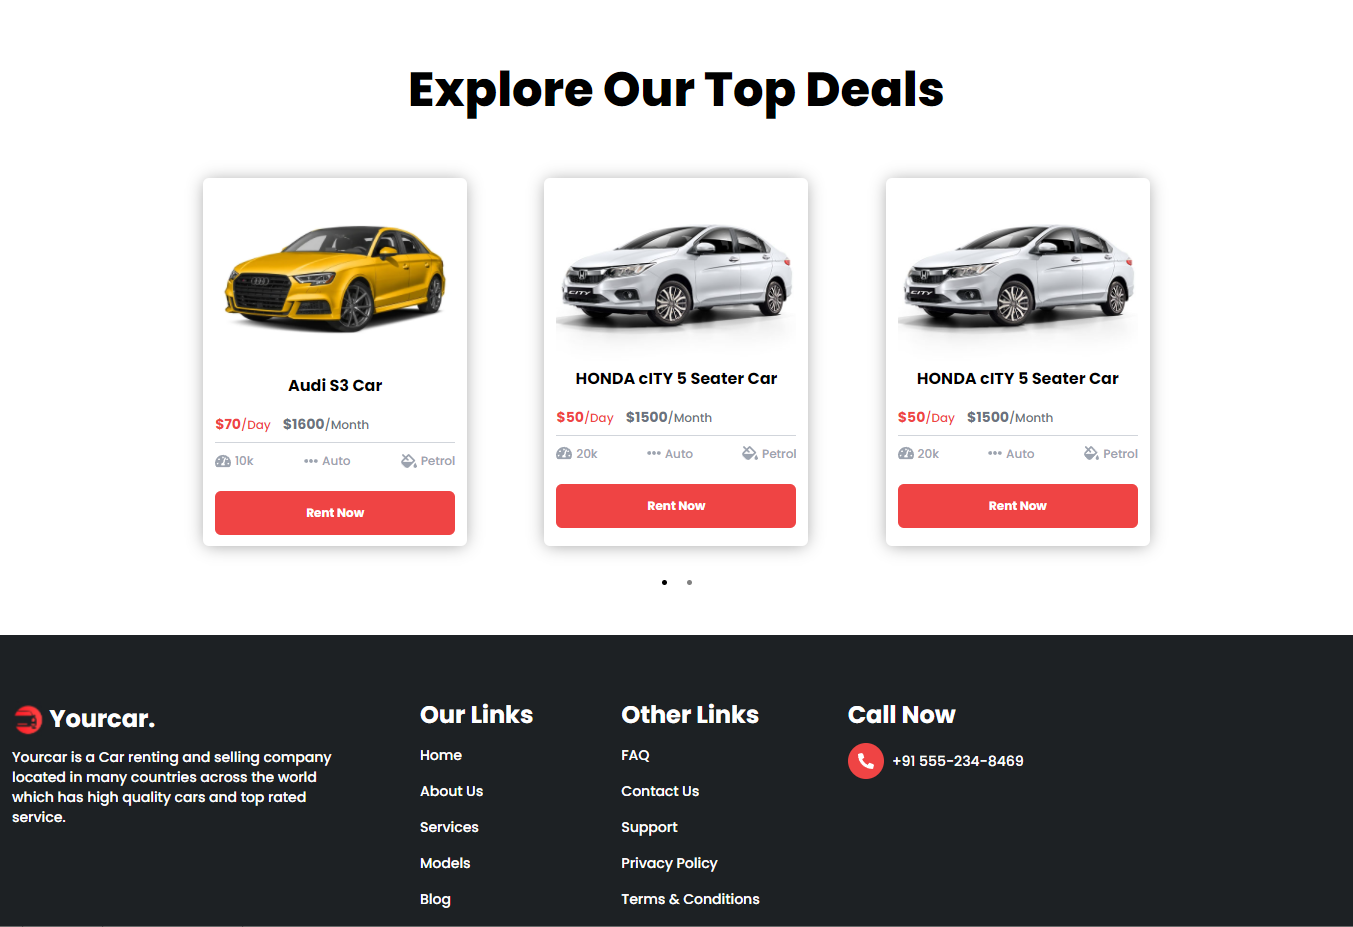 Explore Our Top Deals
CITY
CITY
Audi S3 Car
HONDA cITY 5 Seater Car
HONDA cITY 5 Seater Car
$70/Day $1600/Month
$50/Day $1500/Month
$50/Day $1500/Month
10k Auto Petrol
20k Auto Petrol
20k Auto Petrol
Rent Now
Rent Now
Rent Now
Yourcar.
Yourcar is a Car renting and selling company
located in many countries across the world
which has high quality cars and top rated
service.
Our Links
Home
About Us
Services
Models
Blog
Other Links
FAQ
Contact Us
Support
Privacy Policy
Terms & Conditions
Call Now
+91 555-234-8469